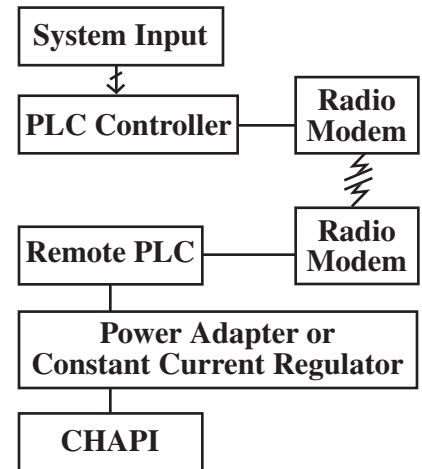 System Input
PLC Controller
Radio
Modem
Radio
Modem
Remote PLC
Power Adapter or
Constant Current Regulator
CHAPI